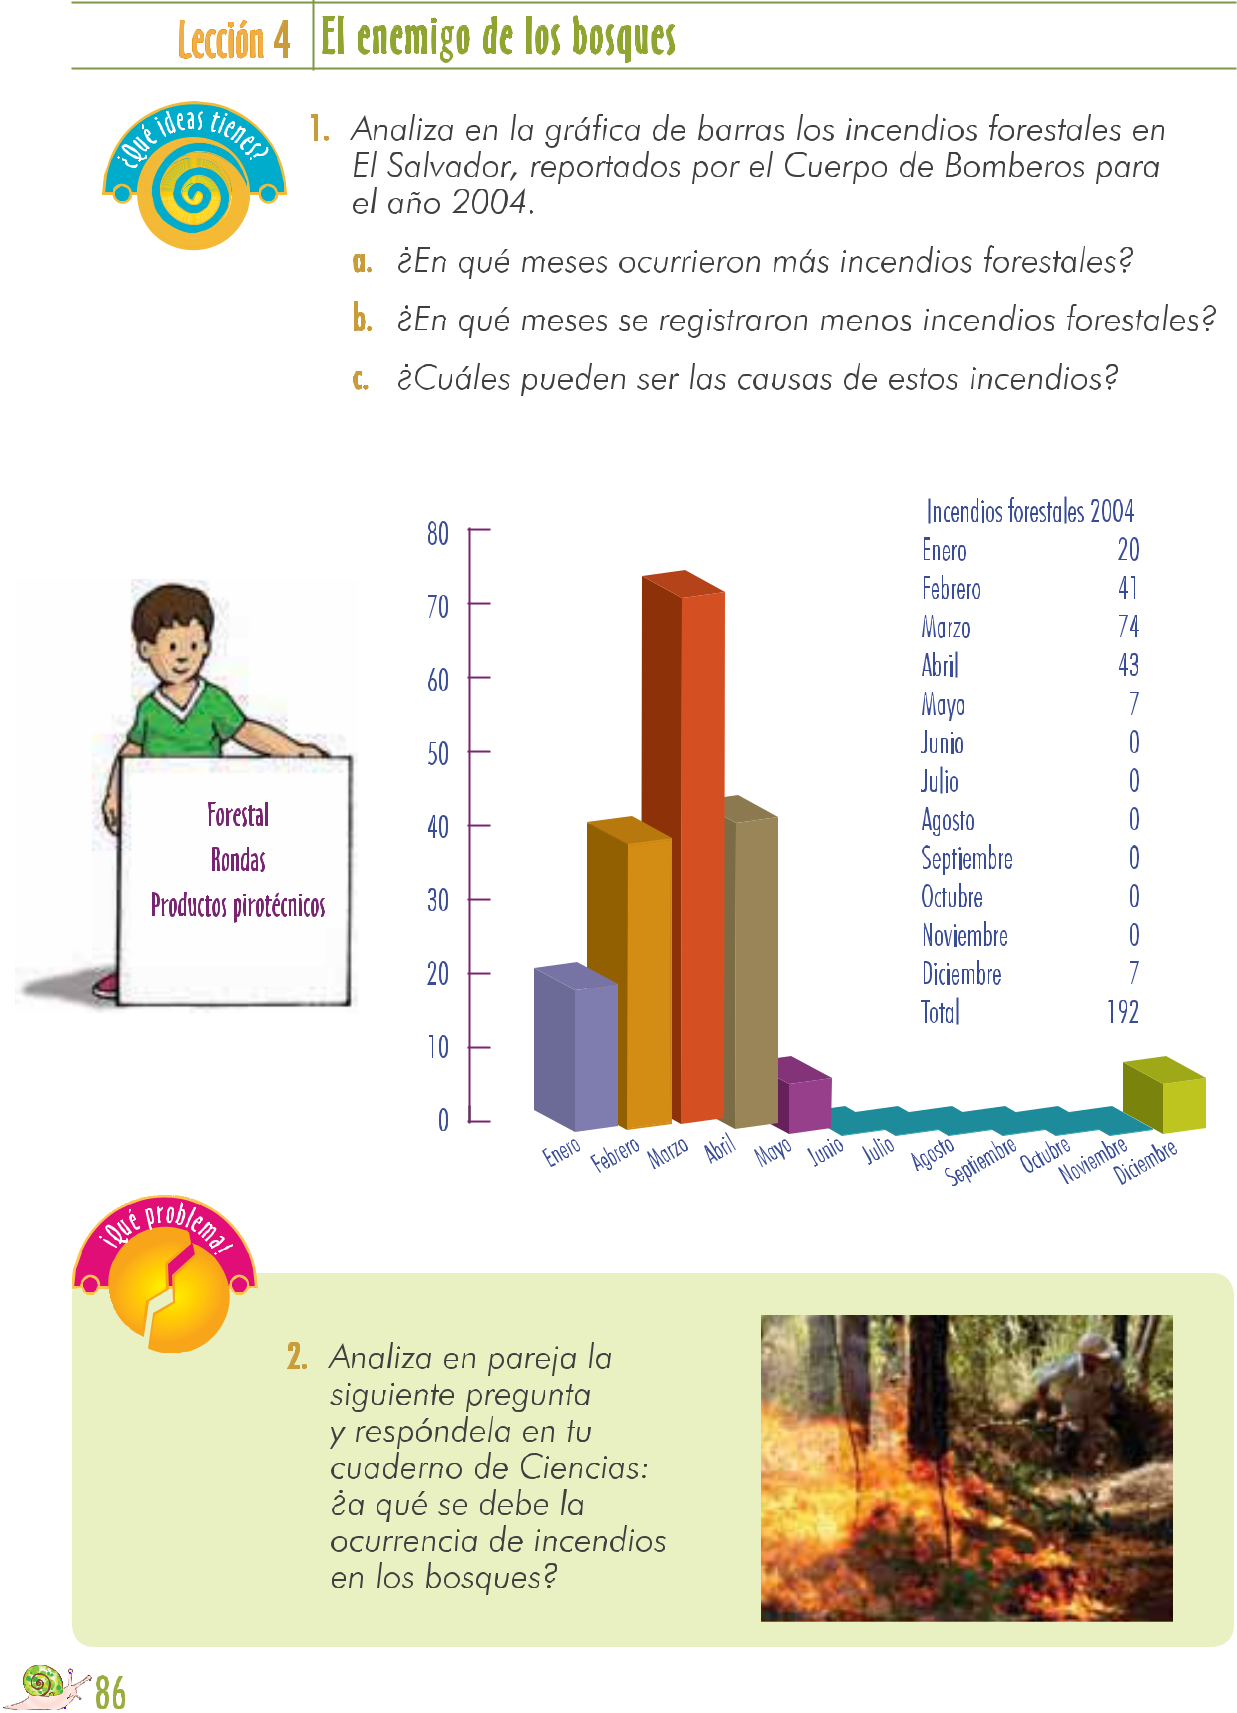 Lección 4
El enemigo de los bosques
¿Qué ideas tienes?
1. Analiza en la gráfica de barras los incendios forestales en
El Salvador, reportados por el Cuerpo de Bomberos para
el año 2004.
a. ¿En qué meses ocurrieron más incendios forestales?
b. ¿En qué meses se registraron menos incendios forestales?
c. ¿Cuáles pueden ser las causas de estos incendios?
Forestal
Rondas
Productos pirotécnicos
80
70
60
50
40
30
20
10
0
Enero
Febrero
Marzo
Abril
Mayo
Junio
Julio
Agosto
Septiembre
Octubre
Noviembre
Diciembre
Incendios forestales 2004
Enero 20
Febrero 41
Marzo 74
Abril 43
Mayo 7
Junio 0
Julio 0
Agosto 0
Septiembre 0
Octubre 0
Noviembre 0
Diciembre 7
Total 192
¡Qué problema!
2. Analiza en pareja la
siguiente pregunta
y respóndela en tu
cuaderno de Ciencias:
¿a qué se debe la
ocurrencia de incendios
en los bosques?
86